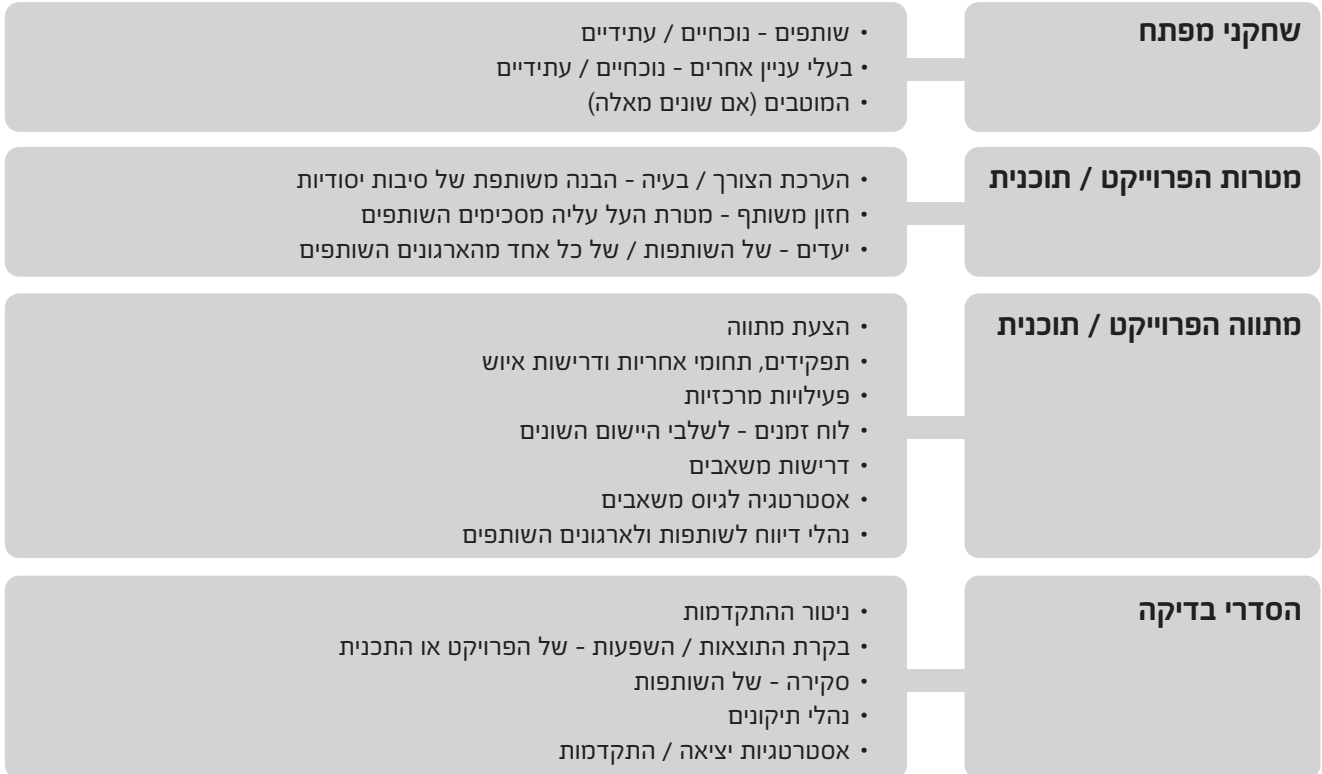 שחקני מפתח
• שותפים - נוכחיים / עתידיים
• בעלי עניין אחרים - נוכחיים / עתידיים
• המוטבים (אם שונים מאלה)
מטרות הפרוייקט / תוכנית
• הערכת הצורך / בעיה - הבנה משותפת של סיבות יסודיות
• חזון משותף - מטרת העל עליה מסכימים השותפים
• יעדים - של השותפות / של כל אחד מהארגונים השותפים
מתווה הפרוייקט / תוכנית
• הצעת מתווה
• תפקידים, תחומי אחריות ודרישות איוש
• פעילויות מרכזיות
• לוח זמנים - לשלבי היישום השונים
• דרישות משאבים
• אסטרטגיה לגיוס משאבים
• נהלי דיווח לשותפות ולארגונים השותפים
הסדרי בדיקה
• ניטור ההתקדמות
• בקרת התוצאות / השפעות - של הפרויקט או התכנית
• סקירה - של השותפות
• נהלי תיקונים
• אסטרטגיות יציאה / התקדמות